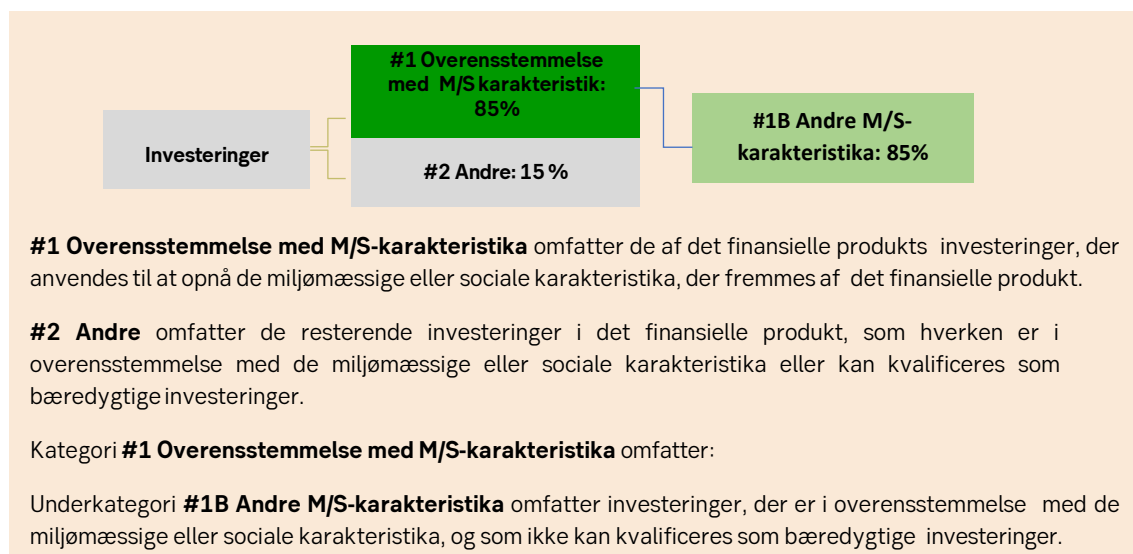 #1 Overensstemmelse
med M/S karakteristik:
85%
Investeringer
#2 Andre: 15 %
#1B Andre M/S-
karakteristika: 85%
#1 Overensstemmelse med M/S-karakteristika omfatter de af det finansielle produkts investeringer, der
anvendes til at opnå de miljømæssige eller sociale karakteristika, der fremmes af det finansielle produkt.
#2 Andre omfatter de resterende investeringer i det finansielle produkt, som hverken er i
overensstemmelse med de miljømæssige eller sociale karakteristika eller kan kvalificeres som
bæredygtige investeringer.
Kategori #1 Overensstemmelse med M/S-karakteristika omfatter:
Underkategori #1B Andre M/S-karakteristika omfatter investeringer, der er i overensstemmelse med de
miljømæssige eller sociale karakteristika, og som ikke kan kvalificeres som bæredygtige investeringer.